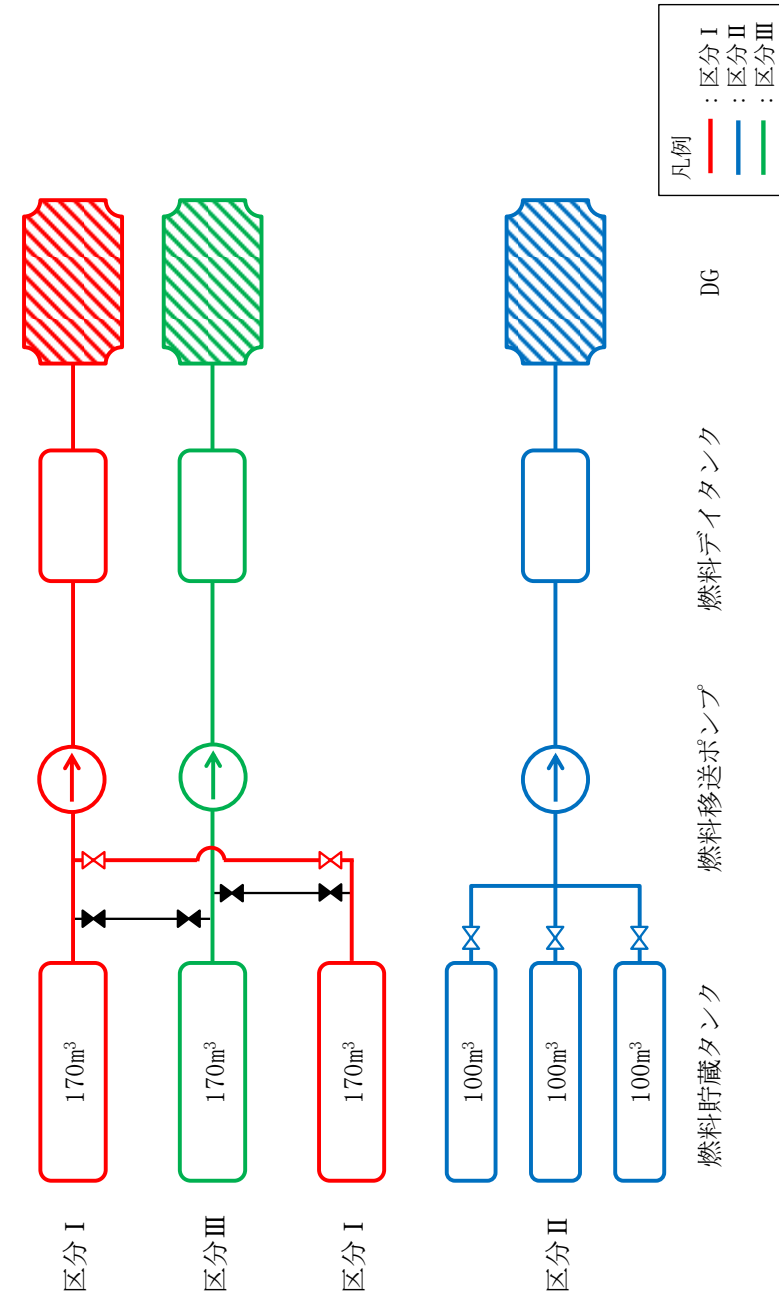 区分Ⅰ
170m³
区分Ⅲ
170m³
区分Ⅰ
170m³
区分Ⅱ
100m³
100m³
100m³
燃料貯蔵タンク
燃料移送ポンプ
燃料デイタンク
DG
凡例
：区分Ⅰ
：区分Ⅱ
：区分Ⅲ